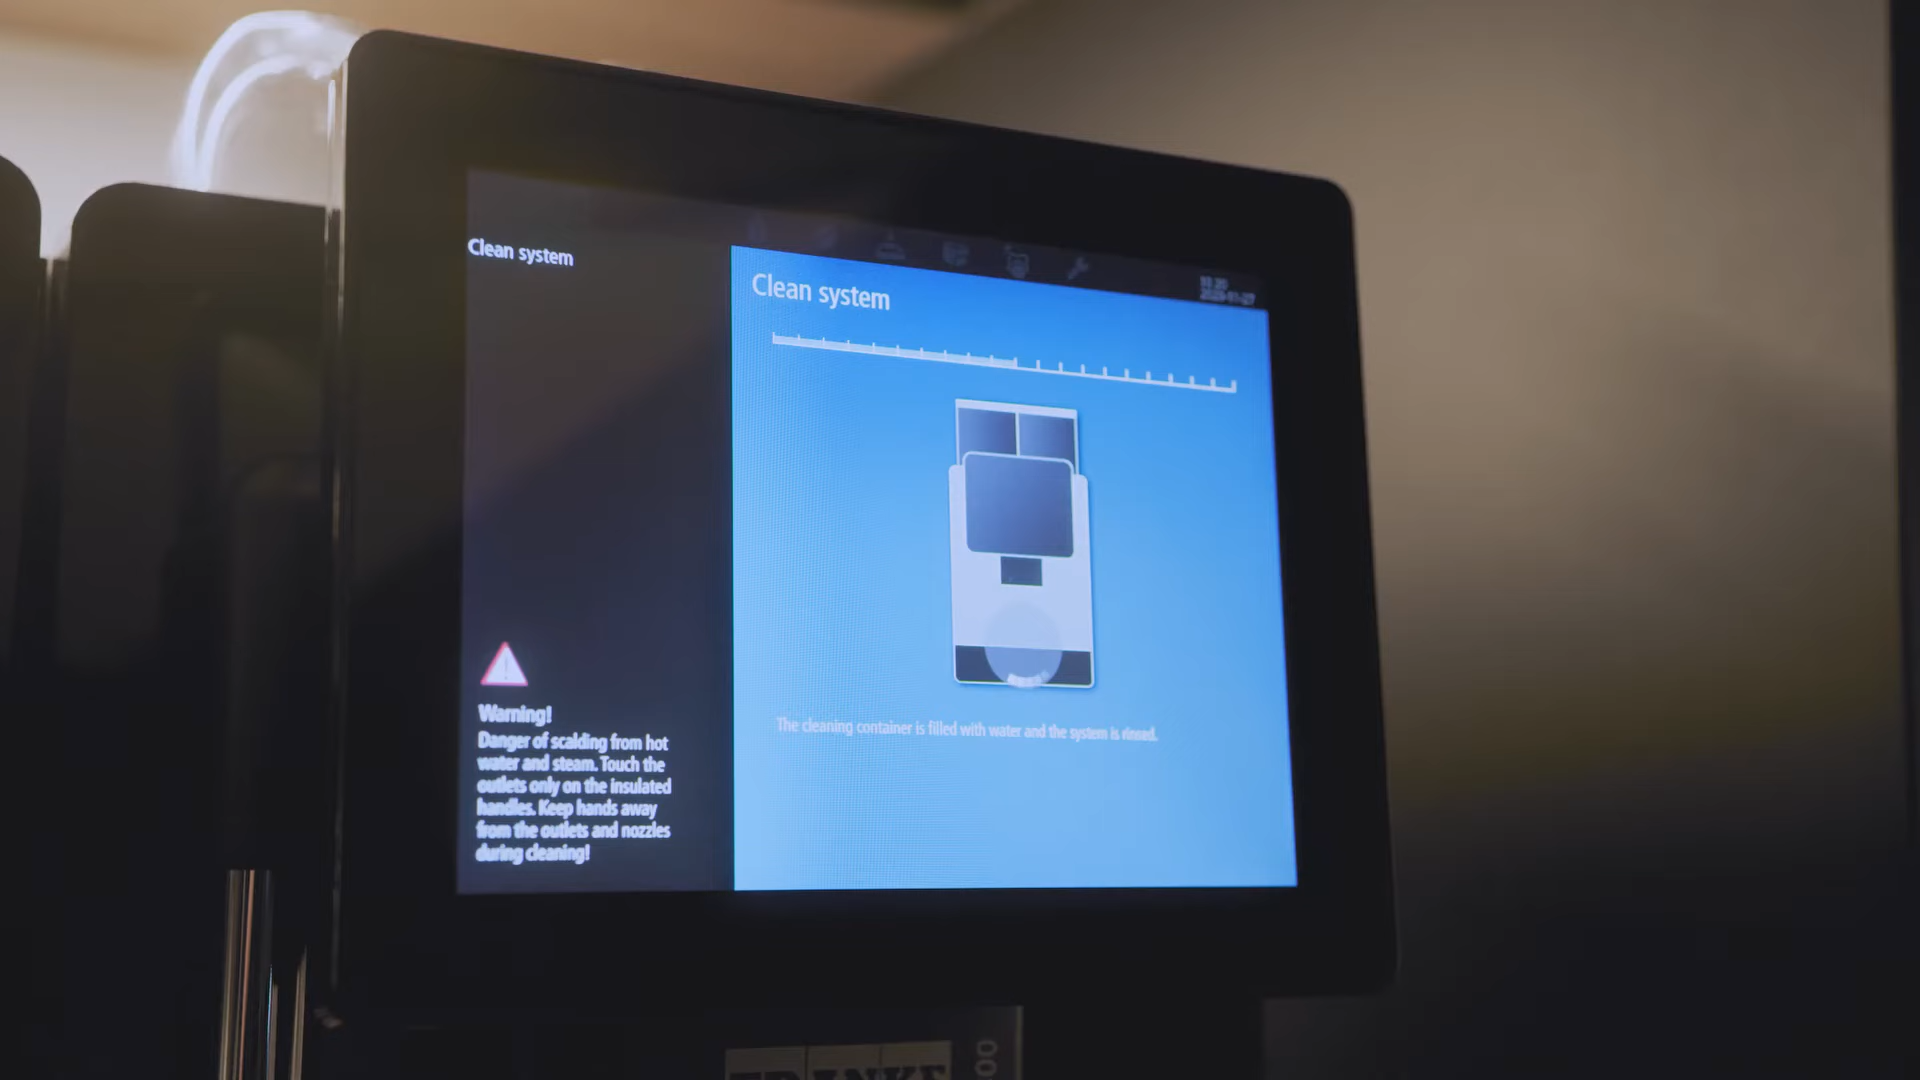 Clean system
Clean system
The cleaning container is filled with water and the system is rinsed.
Warning!
Danger of scalding from hot
water and steam. Touch the
outlets only on the insulated
handles. Keep hands away
from the outlets and nozzles
during cleaning!
00